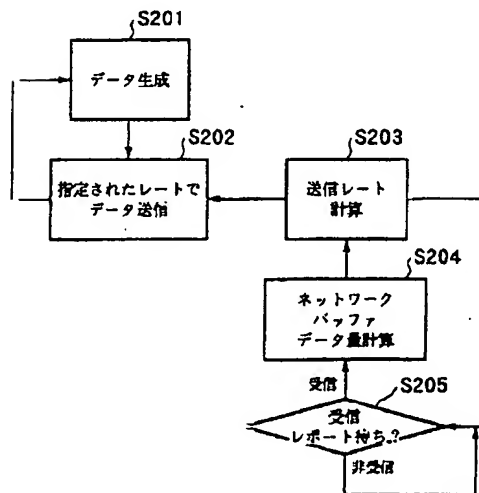 S201
データ生成
S202
指定されたレートで
データ送信
S203
送信レート
計算
S204
ネットワーク
バッファ
データ量計算
受信
S205
受信
レポート待ち?
非受信